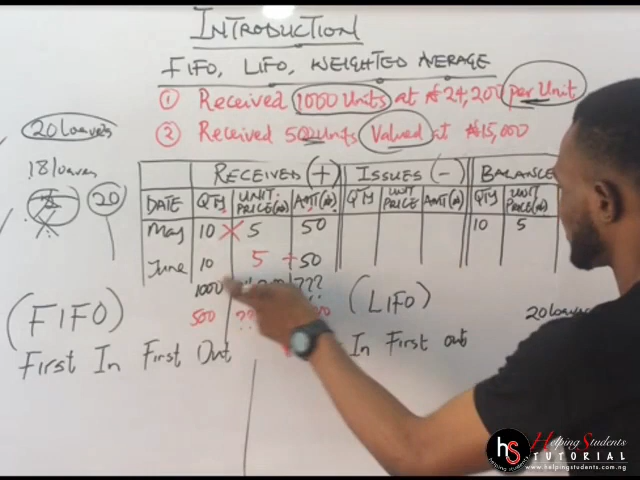 INTRODUCTION
FIFO, LIFO, WEIGHTED AVERAGE
① Received 1000 Units at ₦24,200 per Unit
② Received 500 Units Valued at ₦15,000
20 loaves
18 loaves
20
RECEIVED (+) ISSUES (-) BALANCE
DATE QTY UNIT PRICE(₦) AMT(₦) QTY UNIT PRICE AMT(₦) QTY UNIT PRICE(₦)
May 10 × 5 50 10 5
June 10 5 + 50
1000 ???
500 ??
(FIFO) (LIFO) 20 loaves
First In First Out In First out
hs
Helping Students
TUTORIAL
www.helpingstudents.com.ng